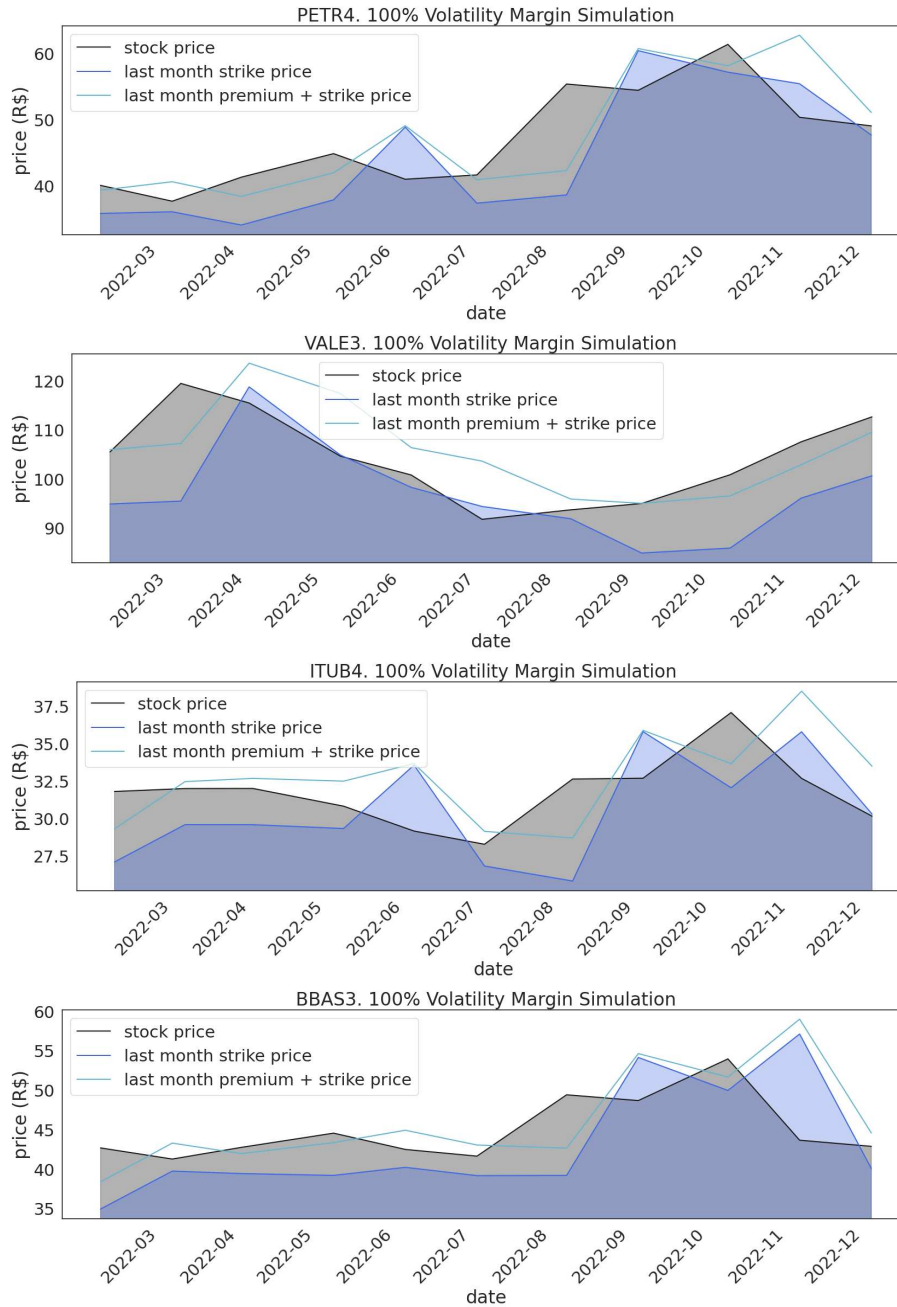 PETR4. 100% Volatility Margin Simulation
stock price
last month strike price
last month premium + strike price
price (R$)
60
50
40
2022-03
2022-04
2022-05
2022-06
2022-07
2022-08
2022-09
2022-10
2022-11
2022-12
date
VALE3. 100% Volatility Margin Simulation
stock price
last month strike price
last month premium + strike price
price (R$)
120
110
100
90
2022-03
2022-04
2022-05
2022-06
2022-07
2022-08
2022-09
2022-10
2022-11
2022-12
date
ITUB4. 100% Volatility Margin Simulation
stock price
last month strike price
last month premium + strike price
price (R$)
37.5
35.0
32.5
30.0
27.5
2022-03
2022-04
2022-05
2022-06
2022-07
2022-08
2022-09
2022-10
2022-11
2022-12
date
BBAS3. 100% Volatility Margin Simulation
stock price
last month strike price
last month premium + strike price
price (R$)
60
55
50
45
40
35
2022-03
2022-04
2022-05
2022-06
2022-07
2022-08
2022-09
2022-10
2022-11
2022-12
date